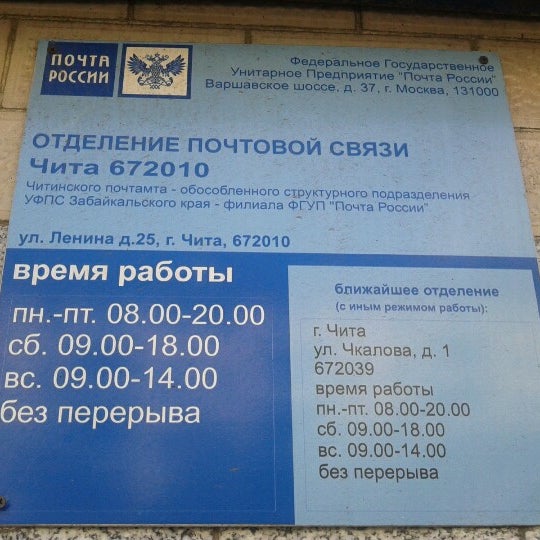 ПОЧТА
РОССИИ
Федеральное Государственное
Унитарное Предприятие "Почта России"
Варшавское шоссе, д. 37, г. Москва, 131000
ОТДЕЛЕНИЕ ПОЧТОВОЙ СВЯЗИ
Чита 672010
Читинского почтамта - обособленного структурного подразделения
УФПС Забайкальского края - филиала ФГУП "Почта России"
ул. Ленина д.25, г. Чита, 672010
время работы
пн.-пт. 08.00-20.00
сб. 09.00-18.00
вс. 09.00-14.00
без перерыва
ближайшее отделение
(с иным режимом работы):
г. Чита
ул. Чкалова, д. 1
672039
время работы
пн.-пт. 08.00-20.00
сб. 09.00-18.00
вс. 09.00-14.00
без перерыва